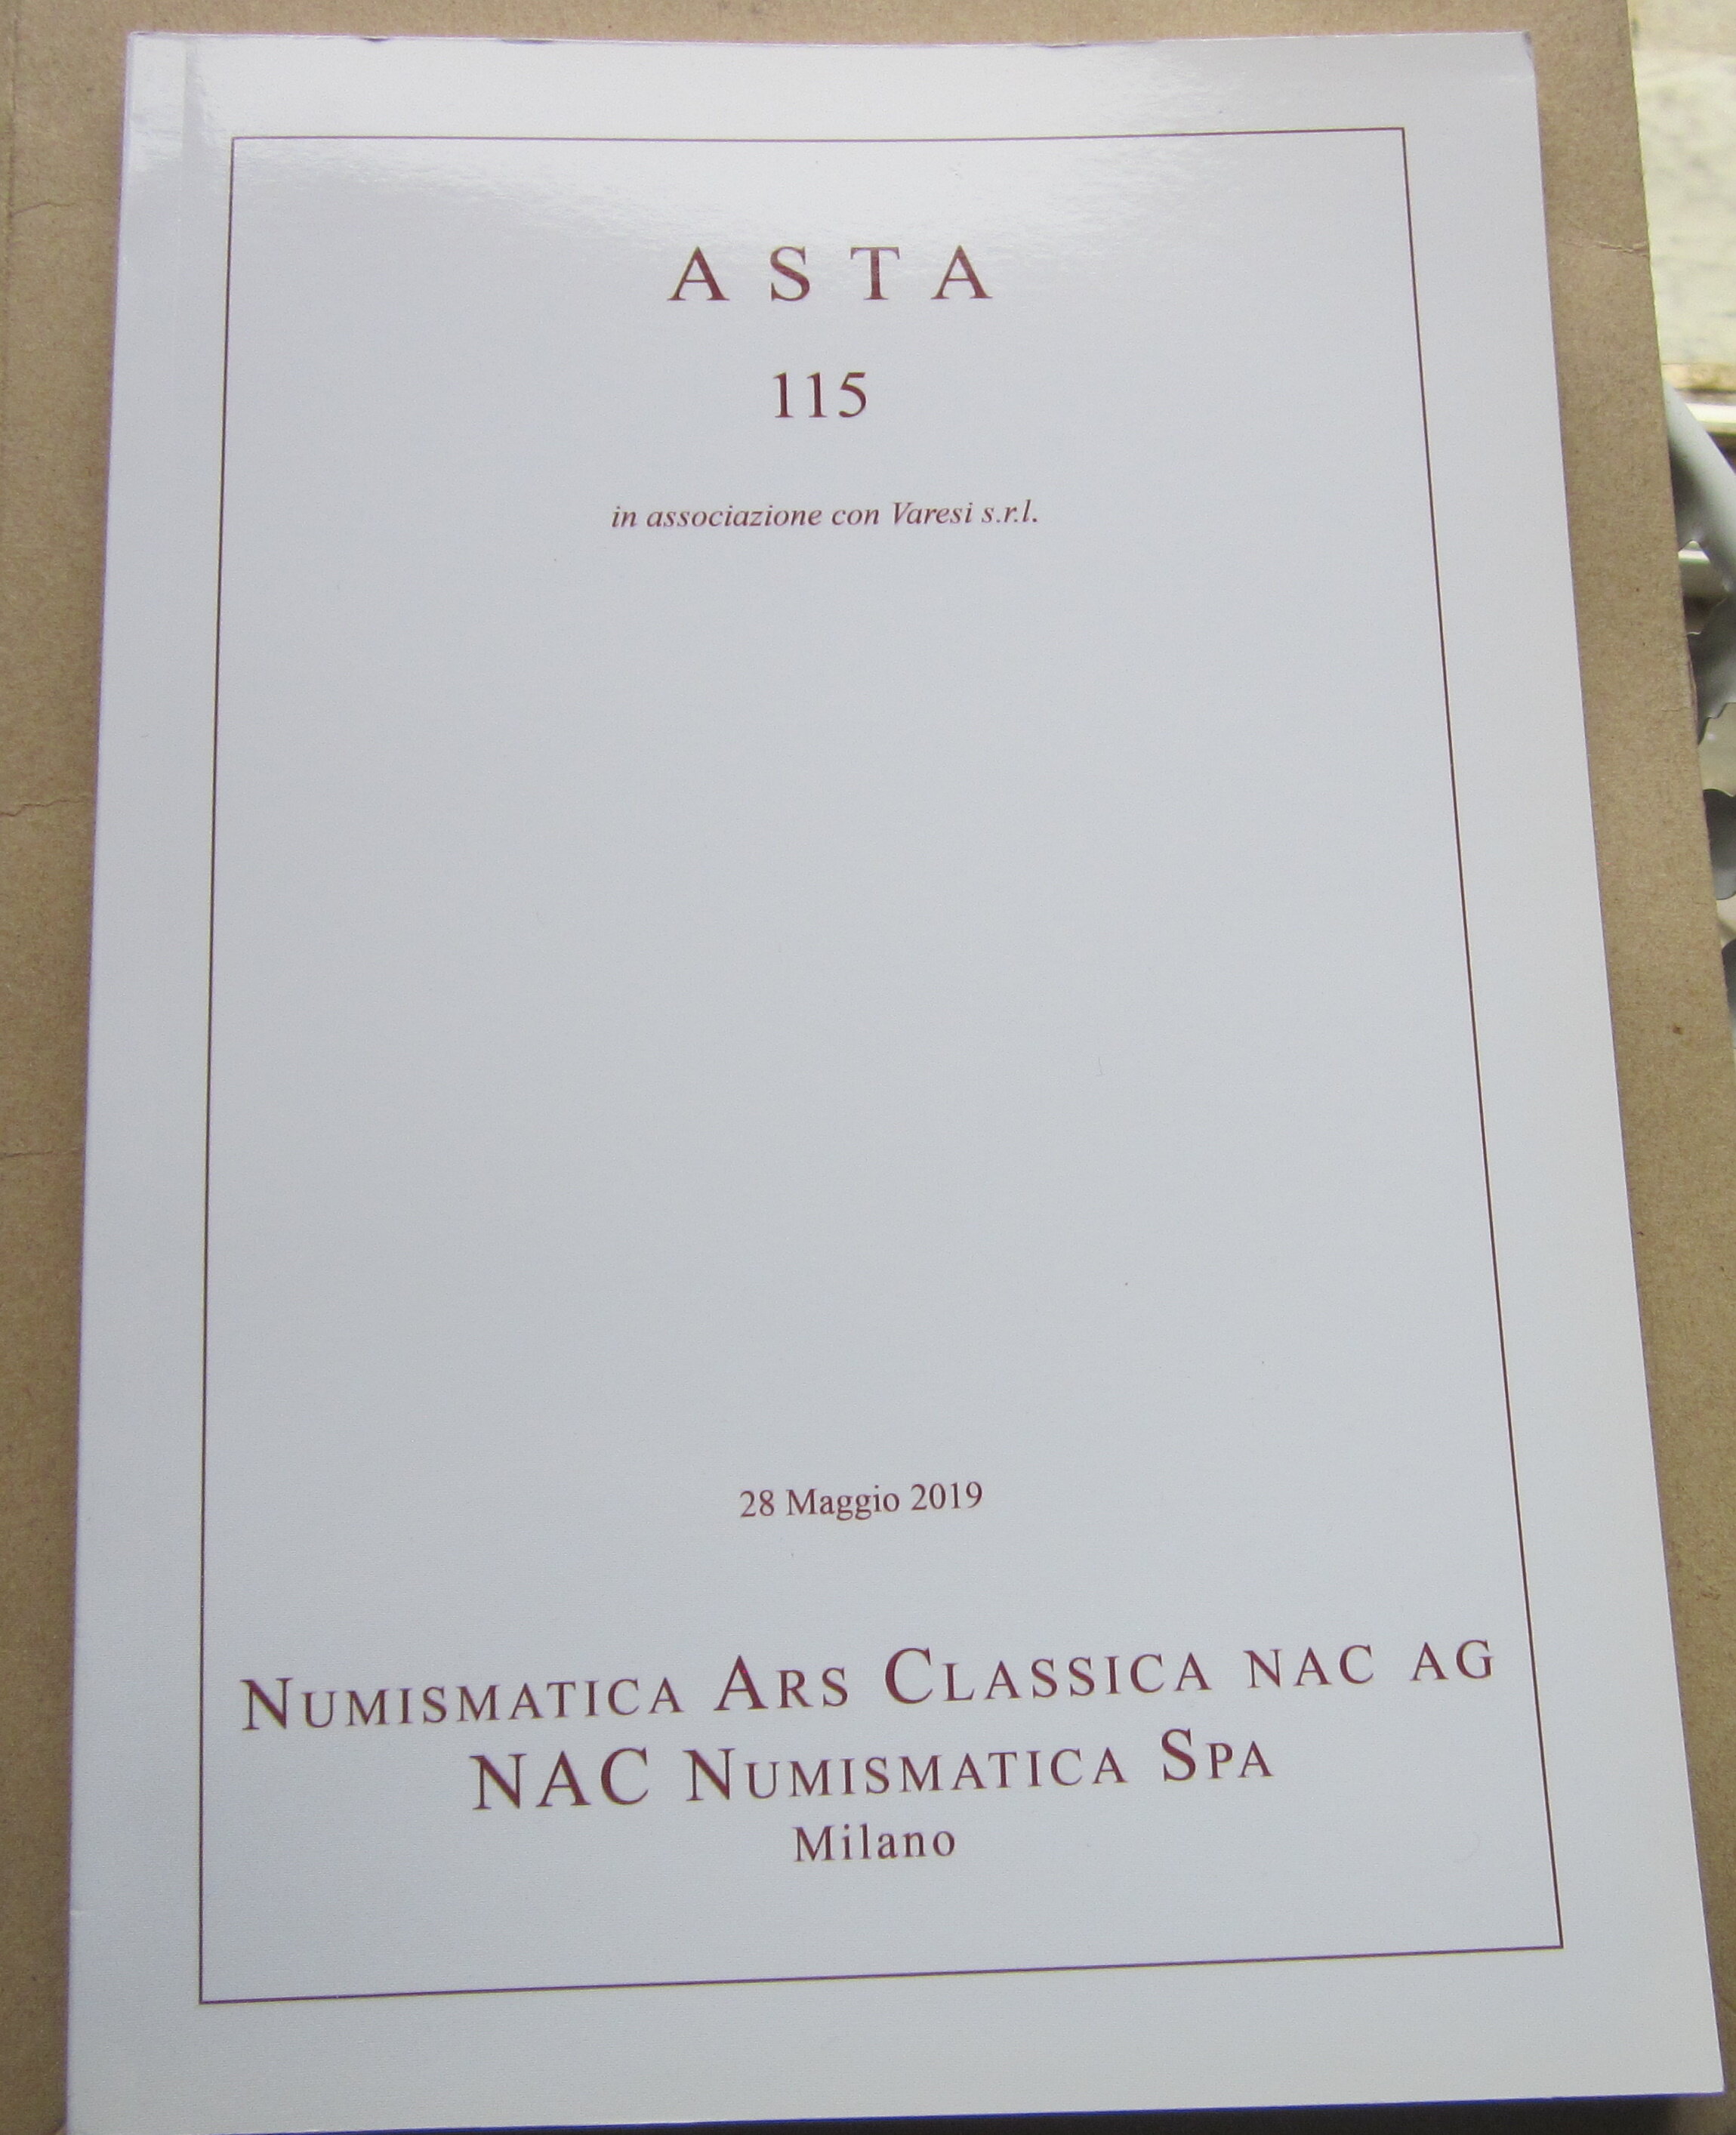 ASTA
115
in associazione con Varesi s.r.l.
28 Maggio 2019
NUMISMATICA ARS CLASSICA NAC AG
NAC NUMISMATICA SPA
Milano